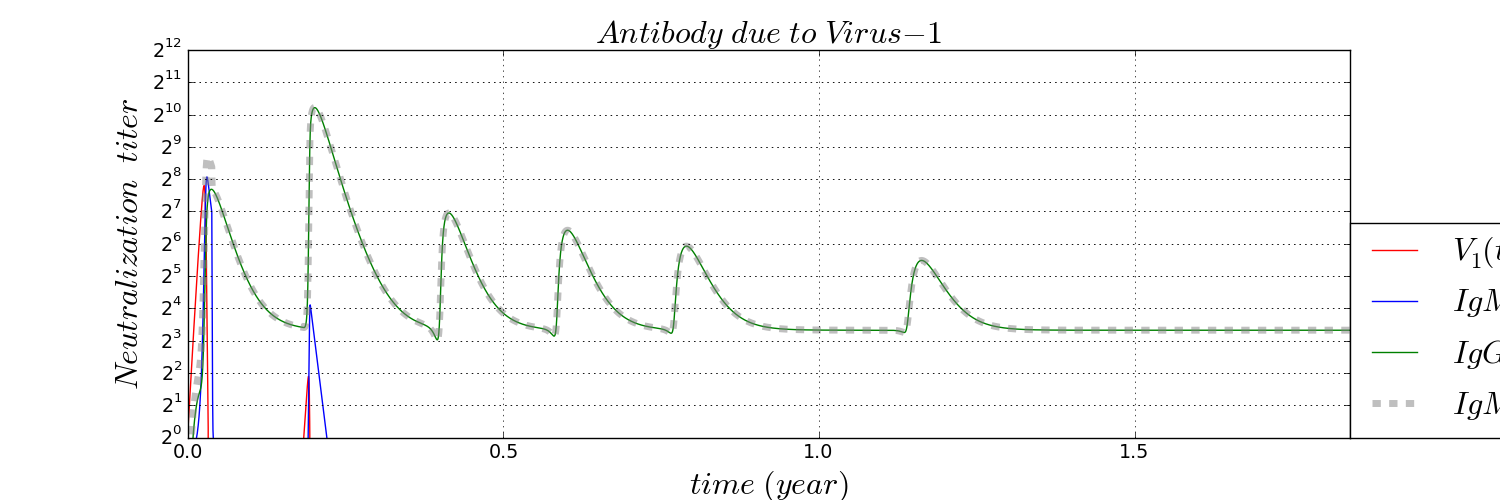 Antibody due to Virus−1
Neutralization titer
2^12
2^11
2^10
2^9
2^8
2^7
2^6
2^5
2^4
2^3
2^2
2^1
2^0
0.0 0.5 1.0 1.5
time (year)
V_1(
IgM
IgG
IgM